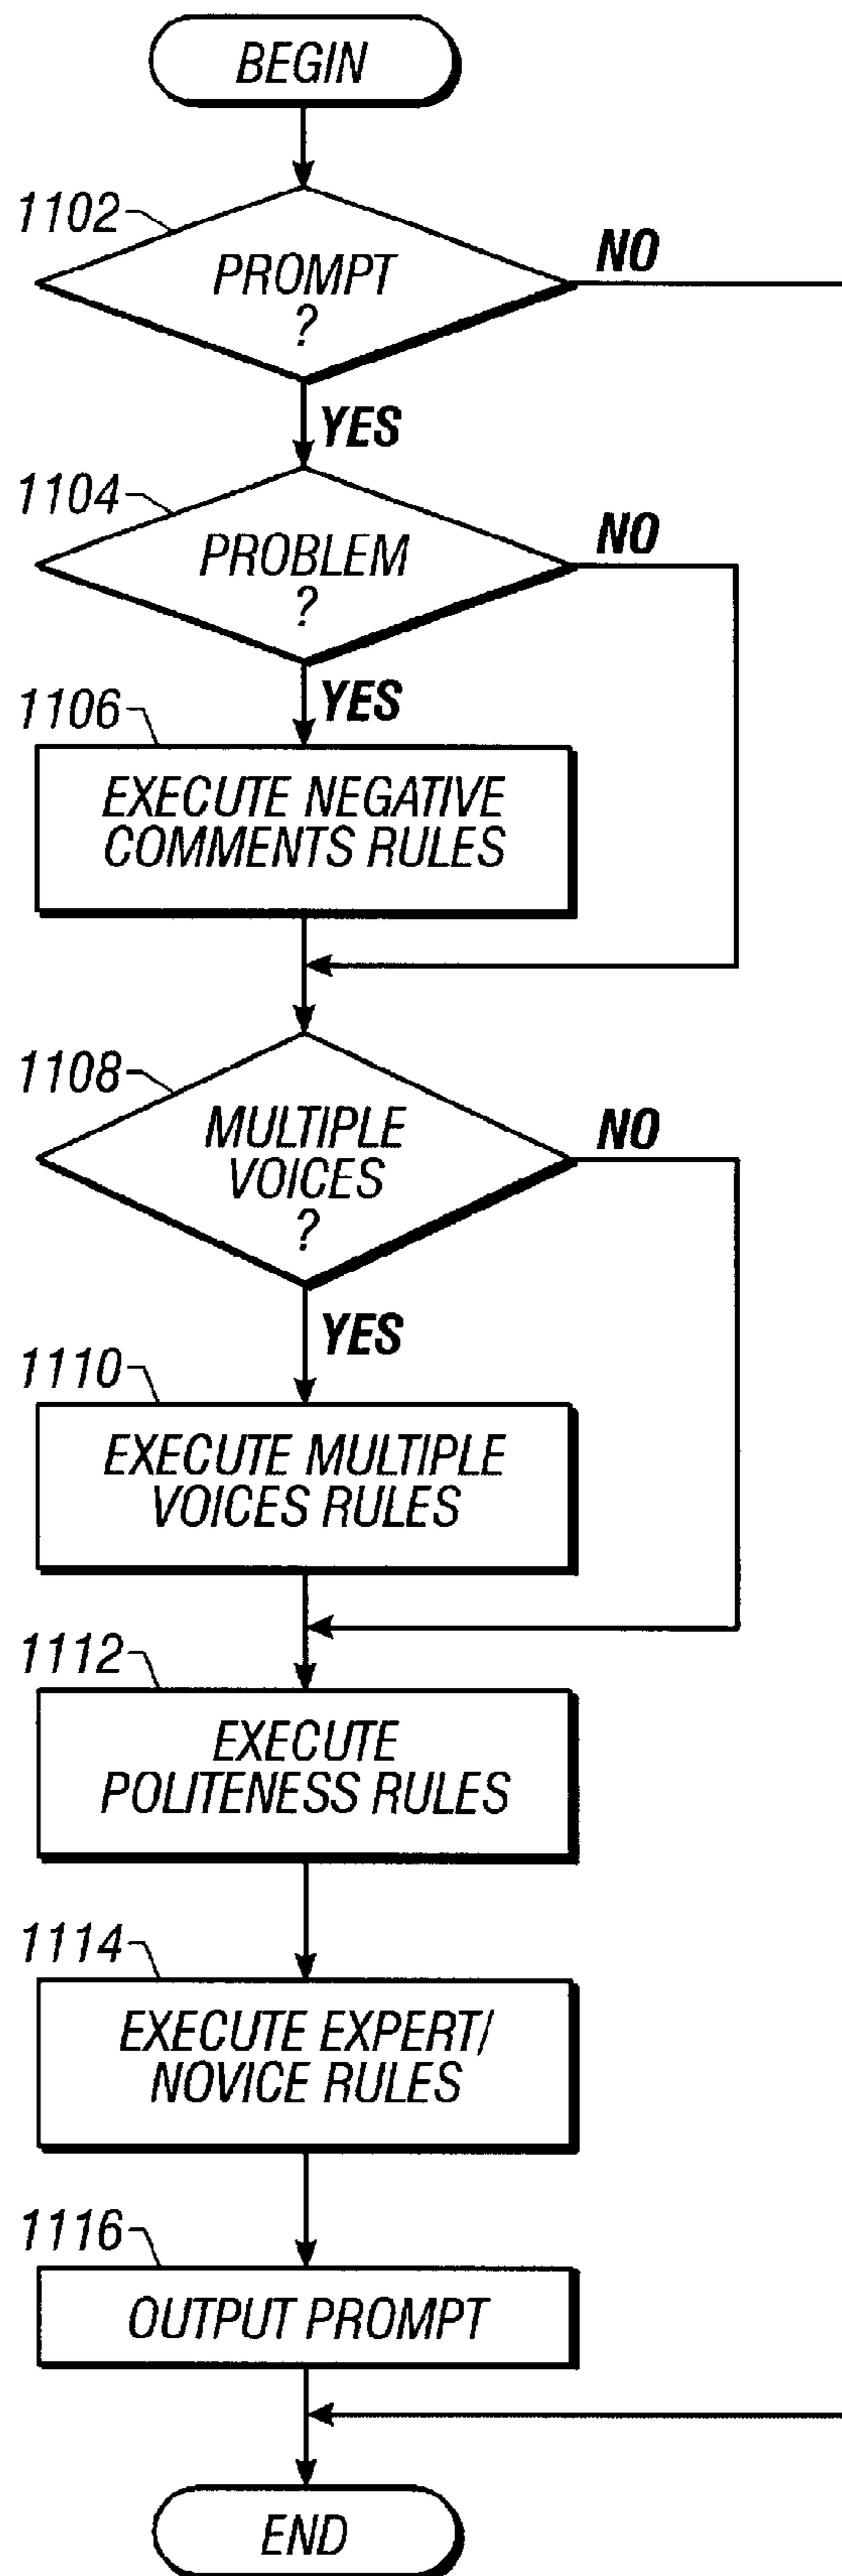 BEGIN
1102
PROMPT
?
NO
YES
1104
PROBLEM
?
NO
YES
1106
EXECUTE NEGATIVE
COMMENTS RULES
1108
MULTIPLE
VOICES
?
NO
YES
1110
EXECUTE MULTIPLE
VOICES RULES
1112
EXECUTE
POLITENESS RULES
1114
EXECUTE EXPERT/
NOVICE RULES
1116
OUTPUT PROMPT
END